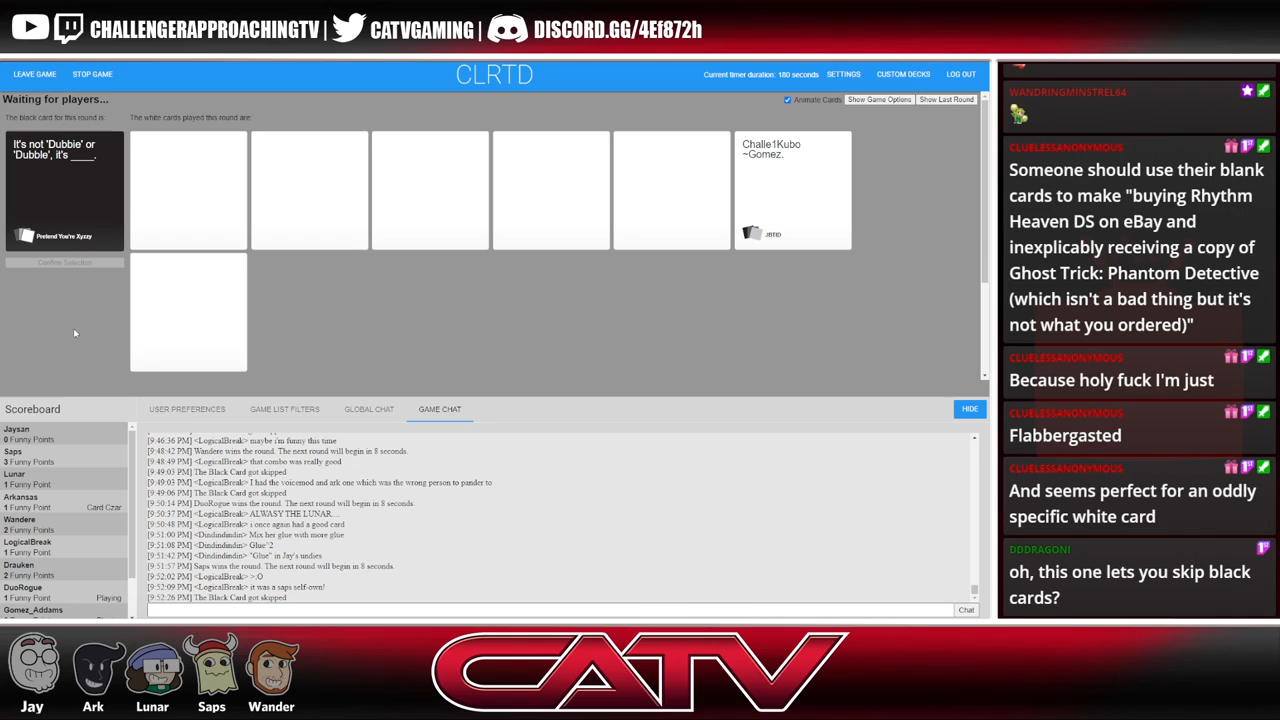 CHALLENGERAPPROACHINGTV | CATVGAMING | DISCORD.GG/4Ef872h
LEAVE GAME STOP GAME CLRTD Current timer duration: 180 seconds SETTINGS CUSTOM DECKS LOG OUT
Waiting for players... Animate Cards Show Game Options Show Last Round
The black card for this round is: The white cards played this round are:
It's not 'Dubbie' or
'Dubble', it's ____.
Pretend You're Xyzzy
Confirm Selection
Challe1Kubo
~Gomez.
JBTID
Scoreboard
Jaysan
0 Funny Points
Saps
3 Funny Points
Lunar
1 Funny Point
Arkansas
1 Funny Point Card Czar
Wandere
2 Funny Points
LogicalBreak
1 Funny Point
Drauken
2 Funny Points
DuoRogue
1 Funny Point Playing
Gomez_Addams
USER PREFERENCES GAME LIST FILTERS GLOBAL CHAT GAME CHAT HIDE
[9:46:36 PM] <LogicalBreak> maybe i'm funny this time
[9:48:42 PM] Wandere wins the round. The next round will begin in 8 seconds.
[9:48:49 PM] <LogicalBreak> that combo was really good
[9:49:03 PM] The Black Card got skipped
[9:49:03 PM] <LogicalBreak> I had the voicemod and ark one which was the wrong person to pander to
[9:49:06 PM] The Black Card got skipped
[9:50:14 PM] DuoRogue wins the round. The next round will begin in 8 seconds.
[9:50:37 PM] <LogicalBreak> ALWASY THE LUNAR....
[9:50:48 PM] <LogicalBreak> i once again had a good card
[9:51:00 PM] <Dindindindin> Mix her glue with more glue
[9:51:08 PM] <Dindindindin> Glue^2
[9:51:42 PM] <Dindindindin> "Glue" in Jay's undies
[9:51:57 PM] Saps wins the round. The next round will begin in 8 seconds.
[9:52:02 PM] <LogicalBreak> >:O
[9:52:09 PM] <LogicalBreak> it was a saps self-own!
[9:52:26 PM] The Black Card got skipped
Chat
WANDRINGMINSTREL64
CLUELESSANONYMOUS
Someone should use their blank
cards to make "buying Rhythm
Heaven DS on eBay and
inexplicably receiving a copy of
Ghost Trick: Phantom Detective
(which isn't a bad thing but it's
not what you ordered)"
CLUELESSANONYMOUS
Because holy fuck I'm just
CLUELESSANONYMOUS
Flabbergasted
CLUELESSANONYMOUS
And seems perfect for an oddly
specific white card
DDDRAGONI
oh, this one lets you skip black
cards?
Jay Ark Lunar Saps Wander
CATV